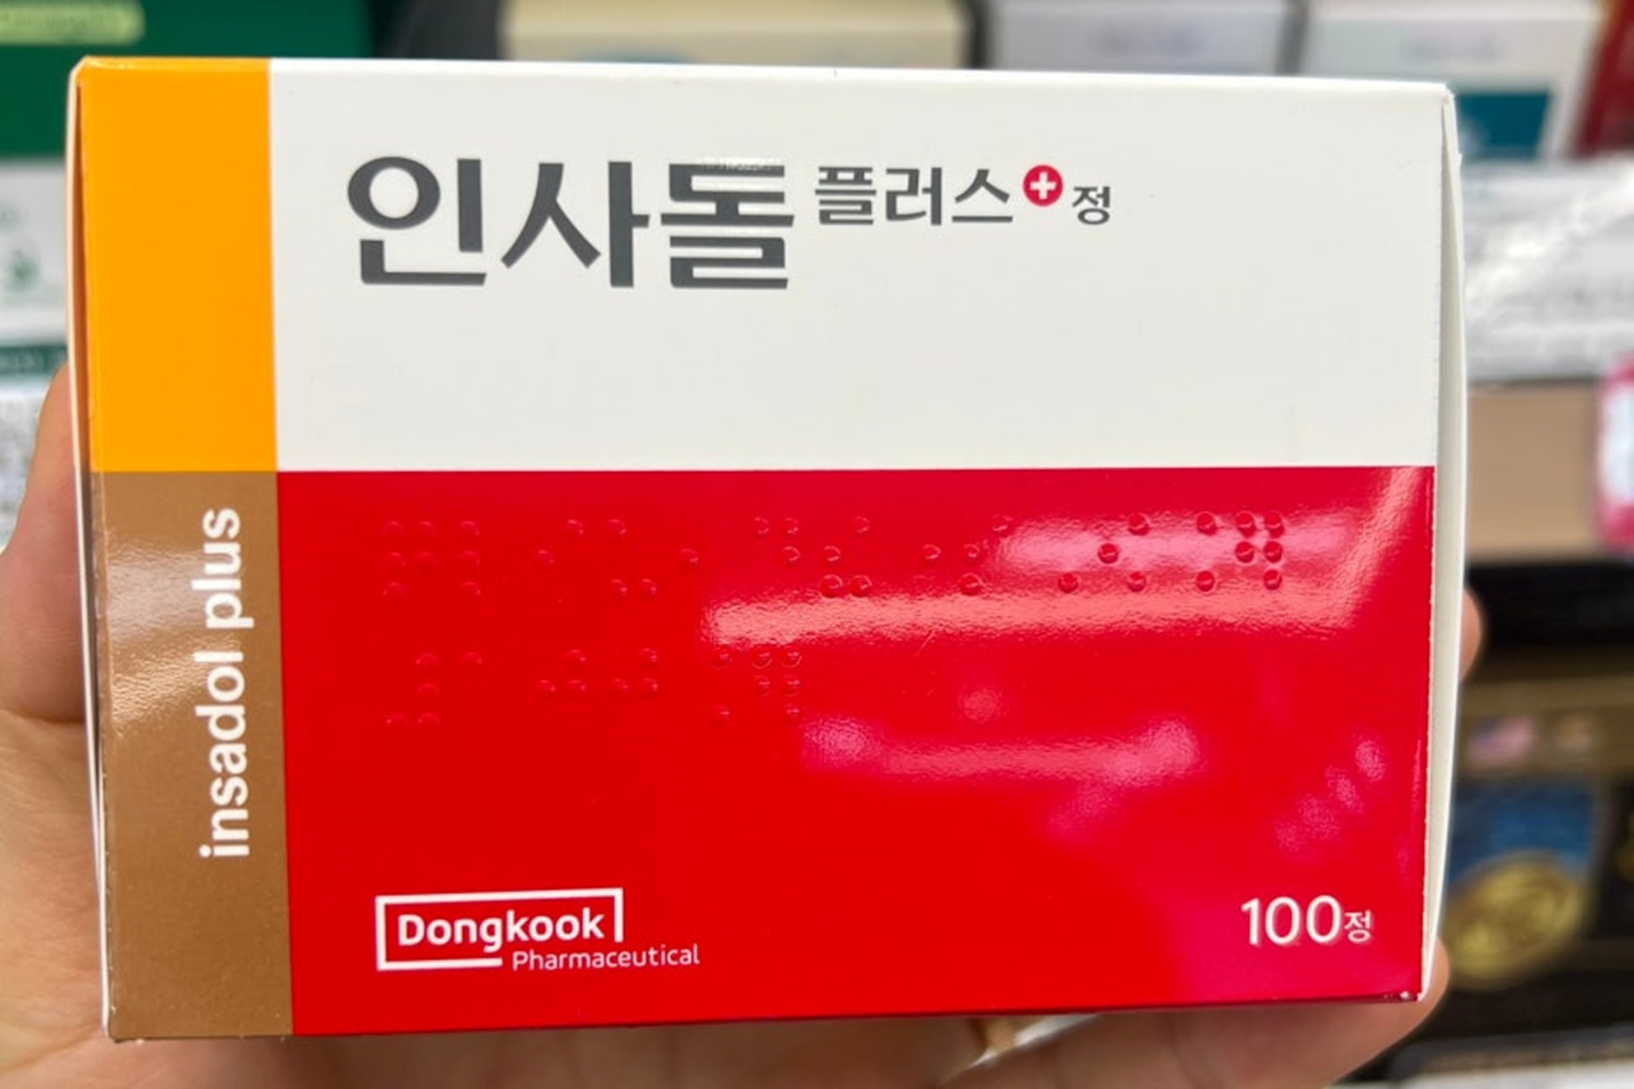 인사돌 플러스+ 정
insadol plus
Dongkook
Pharmaceutical
100정